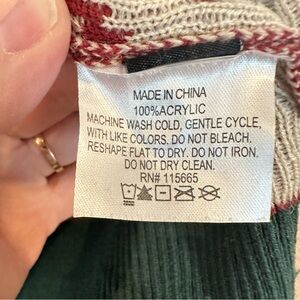 MADE IN CHINA
100%ACRYLIC
MACHINE WASH COLD, GENTLE CYCLE,
WITH LIKE COLORS. DO NOT BLEACH.
RESHAPE FLAT TO DRY. DO NOT IRON.
DO NOT DRY CLEAN.
RN# 115665